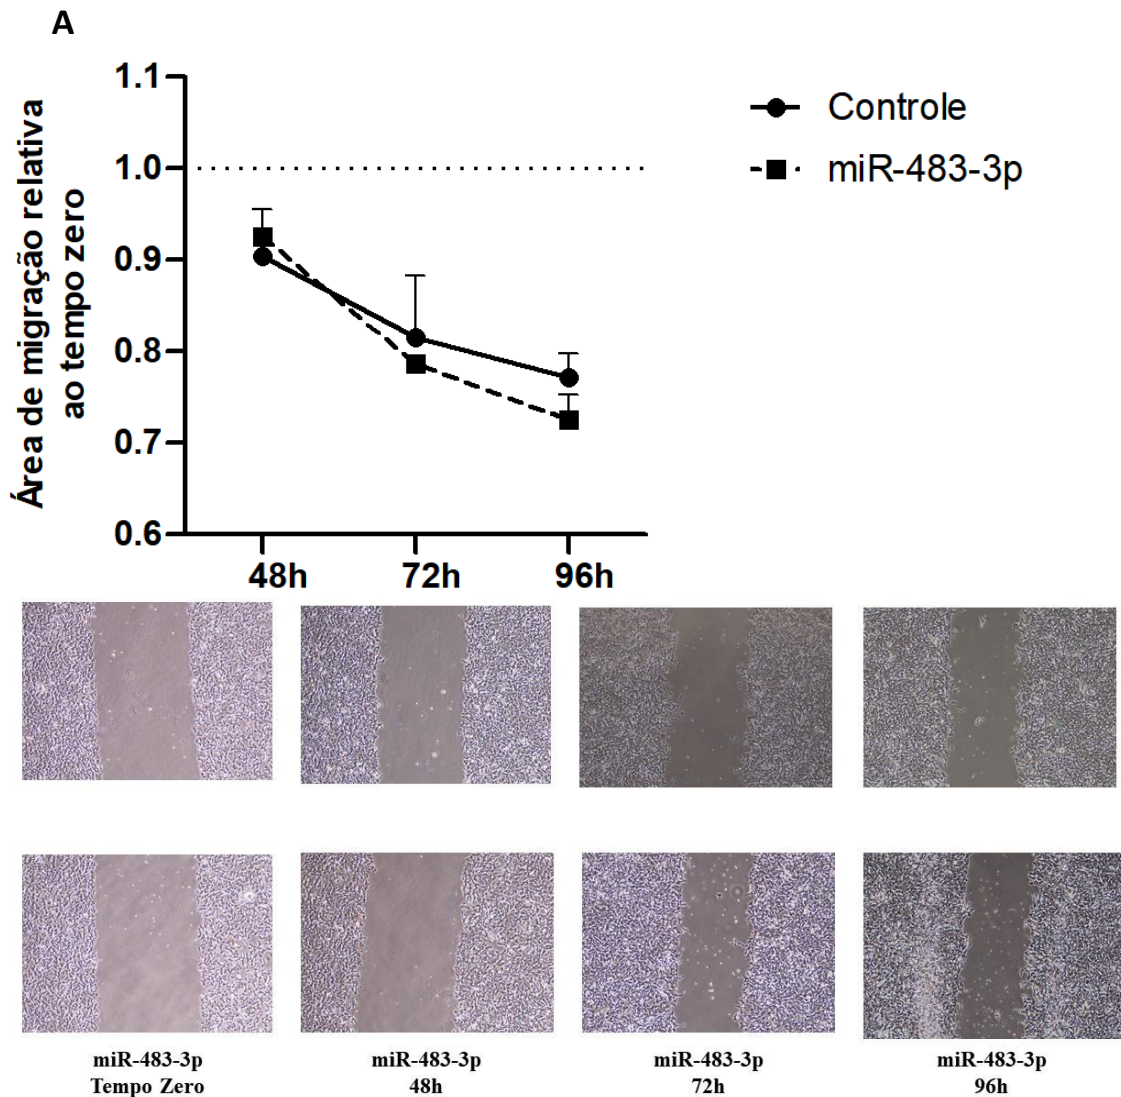 A
Área de migração relativa
ao tempo zero
1.1
1.0
0.9
0.8
0.7
0.6
48h
72h
96h
Controle
miR-483-3p
miR-483-3p
Tempo Zero
miR-483-3p
48h
miR-483-3p
72h
miR-483-3p
96h